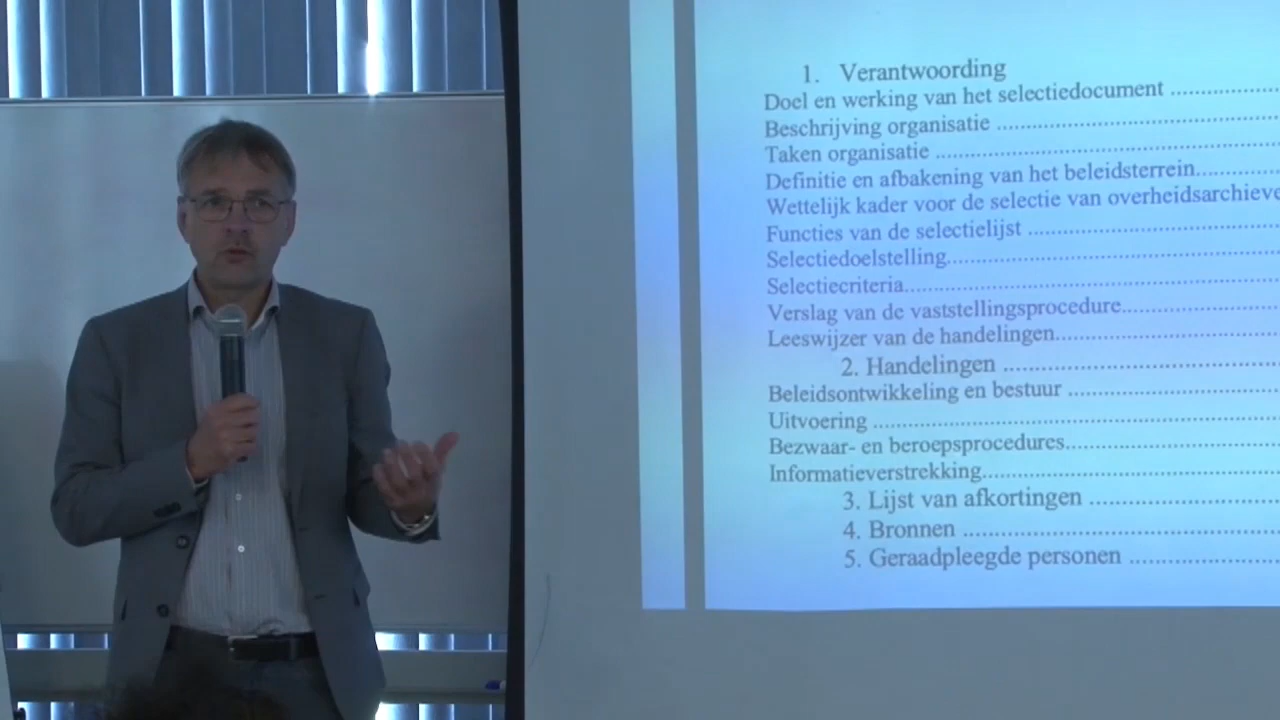 1. Verantwoording
Doel en werking van het selectiedocument ................
Beschrijving organisatie ................
Taken organisatie ................
Definitie en afbakening van het beleidsterrein................
Wettelijk kader voor de selectie van overheidsarchieve
Functies van de selectielijst ................
Selectiedoelstelling................
Selectiecriteria................
Verslag van de vaststellingsprocedure................
Leeswijzer van de handelingen................
2. Handelingen ................
Beleidsontwikkeling en bestuur ................
Uitvoering ................
Bezwaar- en beroepsprocedures................
Informatieverstrekking................
3. Lijst van afkortingen ................
4. Bronnen ................
5. Geraadpleegde personen ................